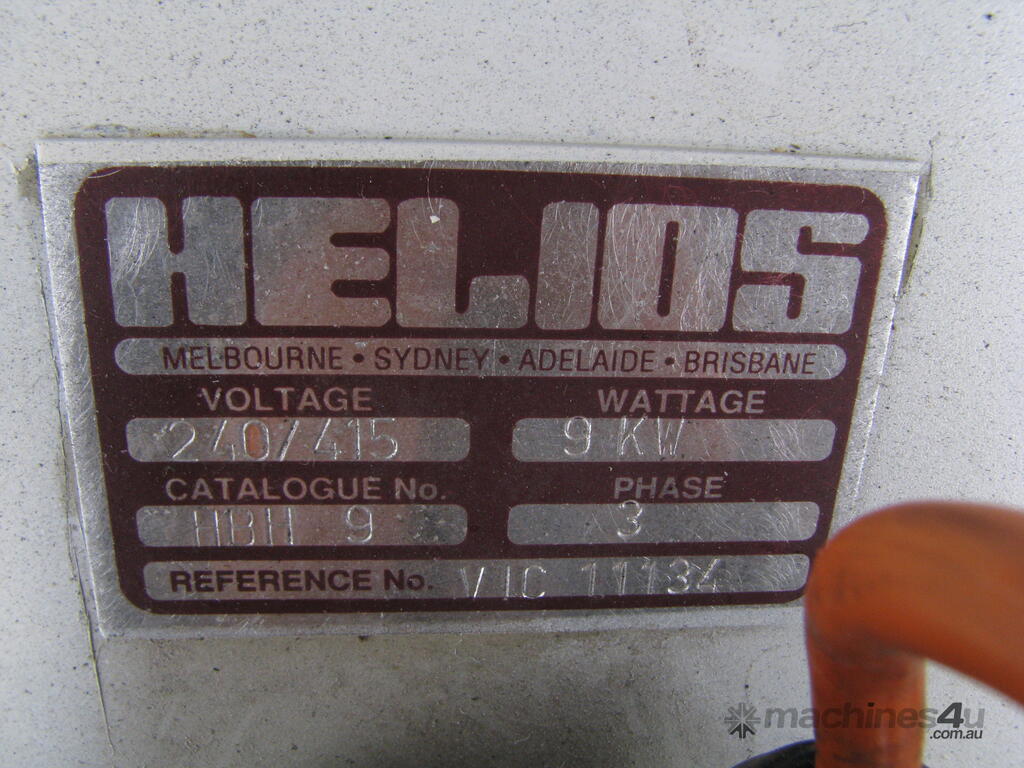 HELIOS
MELBOURNE • SYDNEY • ADELAIDE • BRISBANE
VOLTAGE WATTAGE
240/415 9 KW
CATALOGUE No. PHASE
HBH 9 3
REFERENCE No. VIC 11134
machines4u
.com.au